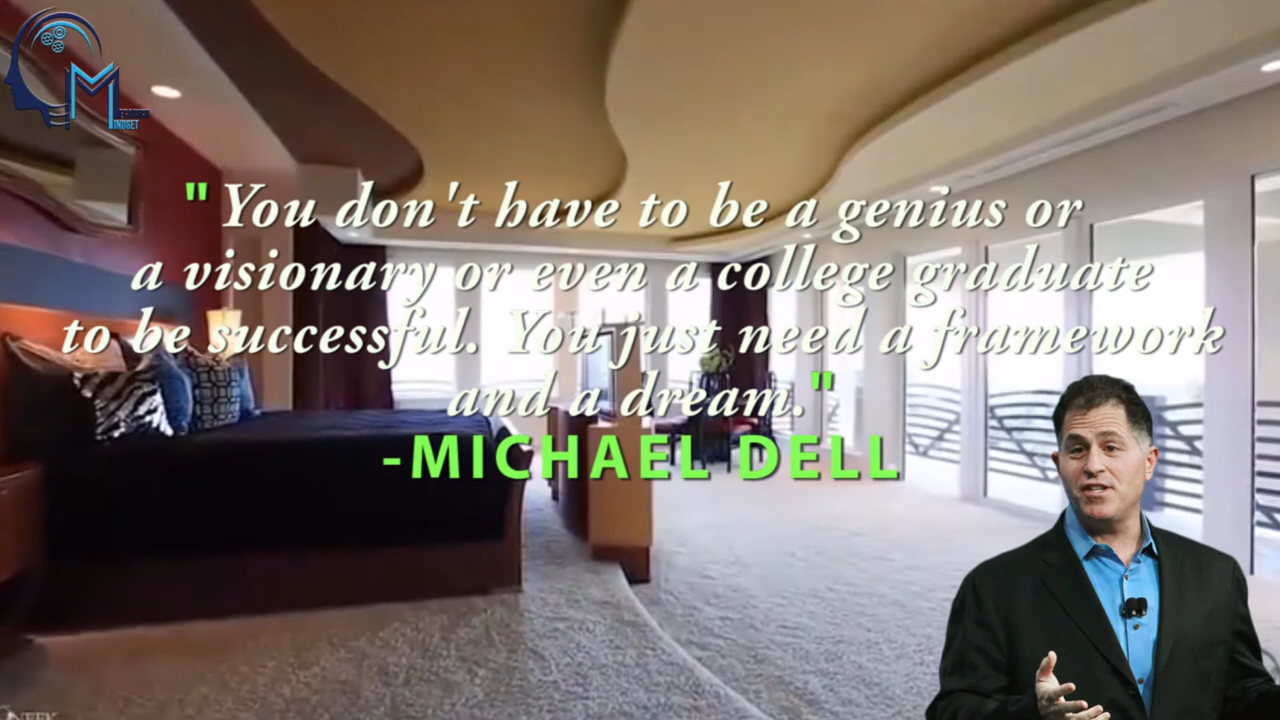 M
INDSET
"You don't have to be a genius or
a visionary or even a college graduate
to be successful. You just need a framework
and a dream."
-MICHAEL DELL